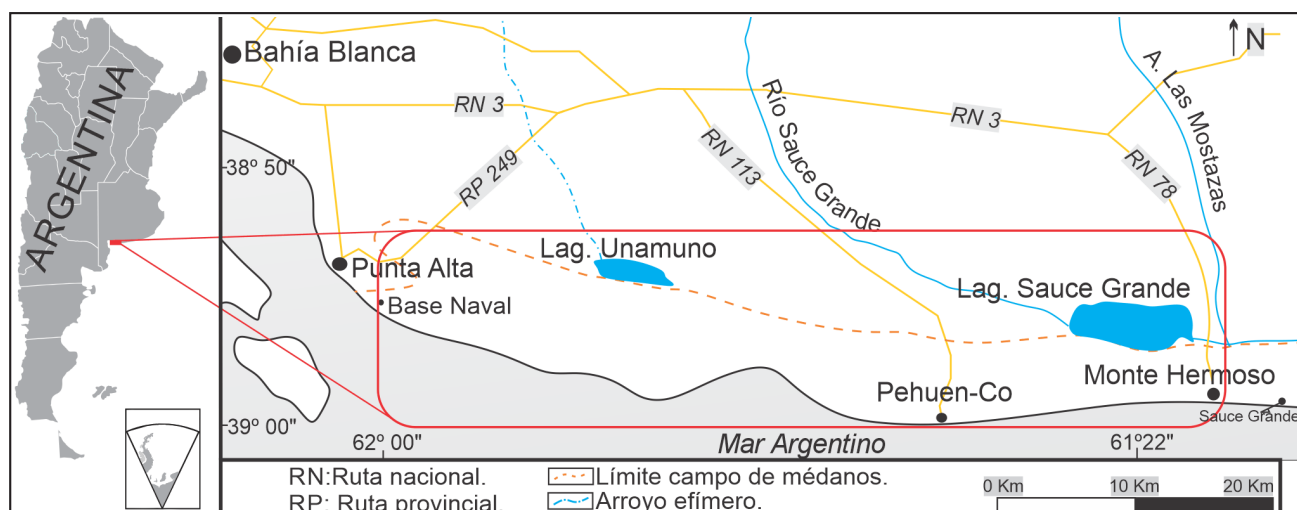 ARGENTINA
Bahía Blanca
N
RN 3
Río Sauce Grande
RN 3
A. Las Mostazas
38º 50"
RP 249
RN 113
RN 78
Lag. Unamuno
Punta Alta
Base Naval
Lag. Sauce Grande
Monte Hermoso
Pehuen-Co
Sauce Grande
39º 00"
62º 00"
Mar Argentino
61º22"
RN:Ruta nacional.
Límite campo de médanos.
RP: Ruta provincial.
Arroyo efímero.
0 Km
10 Km
20 Km